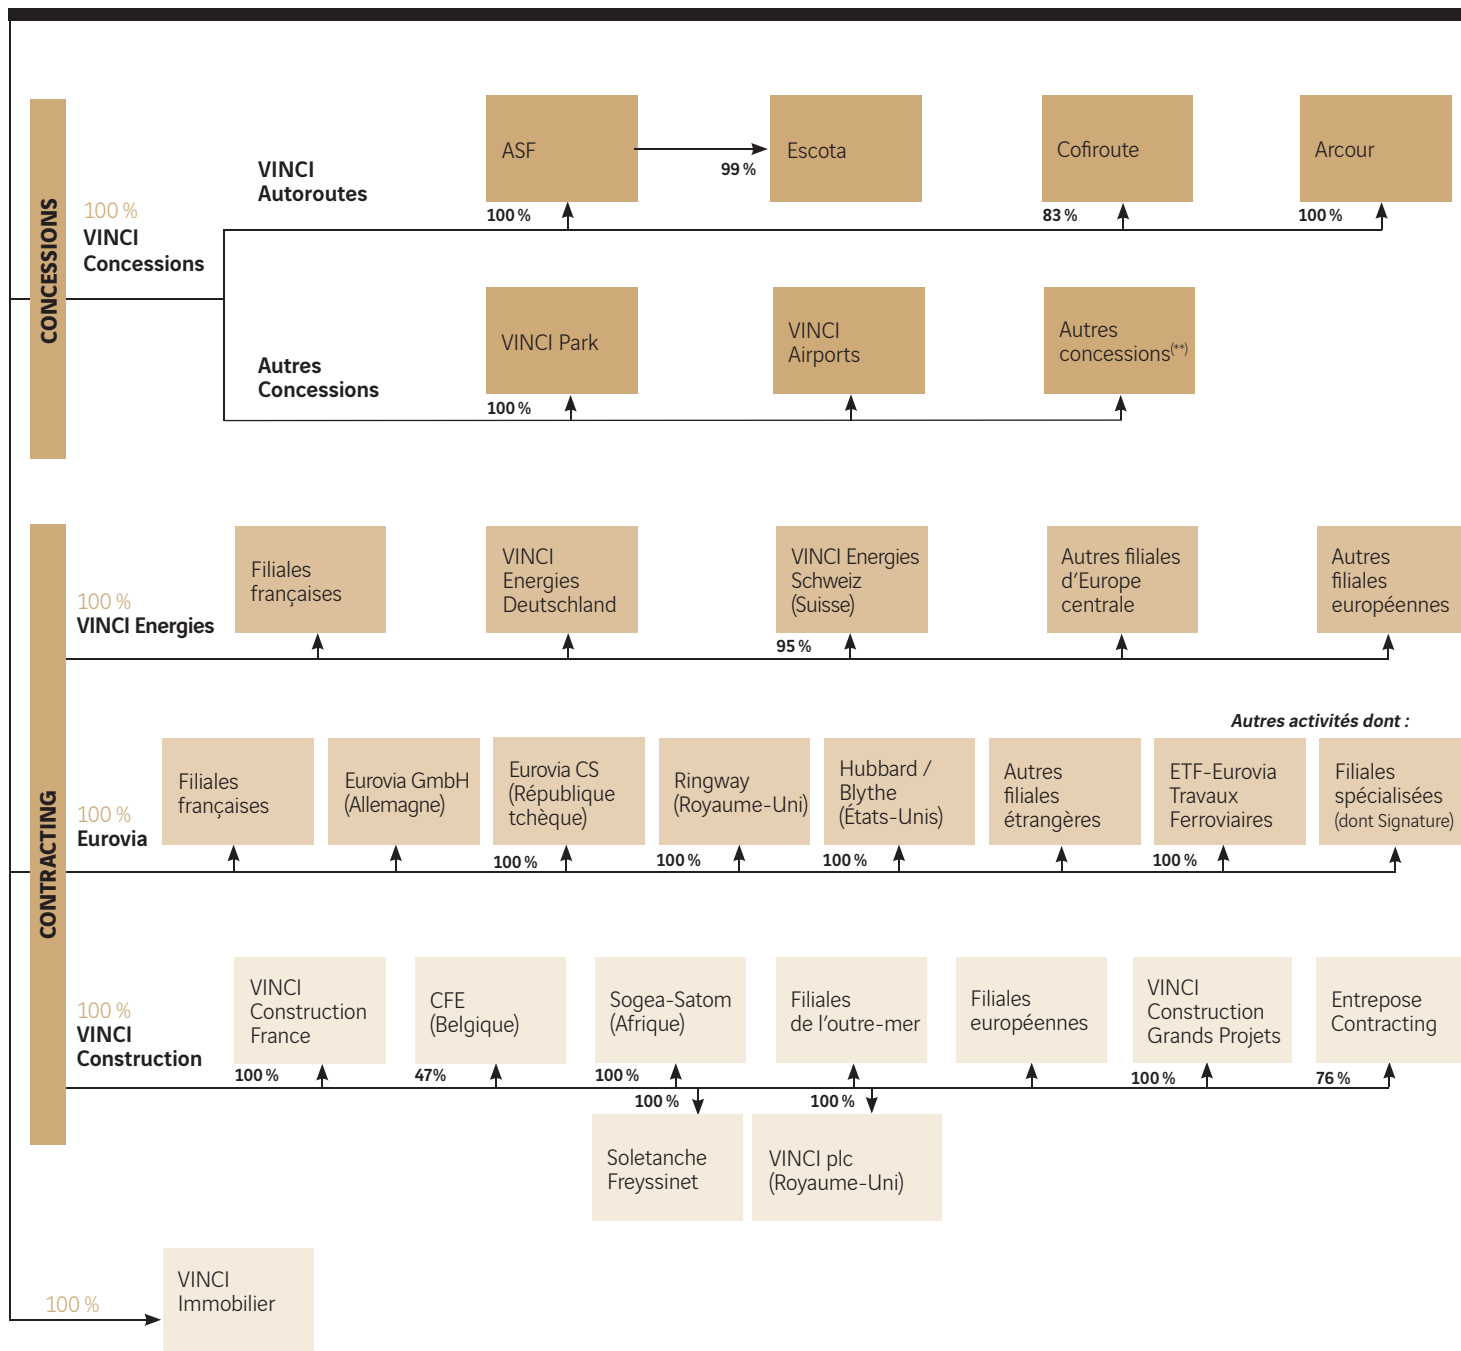 CONCESSIONS
100 %
VINCI
Concessions
VINCI
Autoroutes
ASF
100 %
99 %
Escota
Cofiroute
83 %
Arcour
100 %
Autres
Concessions
VINCI Park
100 %
VINCI
Airports
Autres
concessions(**)
CONTRACTING
100 %
VINCI Energies
Filiales
françaises
VINCI
Energies
Deutschland
VINCI Energies
Schweiz
(Suisse)
95 %
Autres filiales
d'Europe
centrale
Autres
filiales
européennes
Autres activités dont :
100 %
Eurovia
Filiales
françaises
Eurovia GmbH
(Allemagne)
Eurovia CS
(République
tchèque)
100 %
Ringway
(Royaume-Uni)
100 %
Hubbard /
Blythe
(États-Unis)
100 %
Autres
filiales
étrangères
ETF-Eurovia
Travaux
Ferroviaires
100 %
Filiales
spécialisées
(dont Signature)
100 %
VINCI
Construction
VINCI
Construction
France
100 %
CFE
(Belgique)
47%
Sogea-Satom
(Afrique)
100 %
Filiales
de l'outre-mer
Filiales
européennes
VINCI
Construction
Grands Projets
100 %
Entrepose
Contracting
76 %
100 %
Soletanche
Freyssinet
100 %
VINCI plc
(Royaume-Uni)
100 %
VINCI
Immobilier